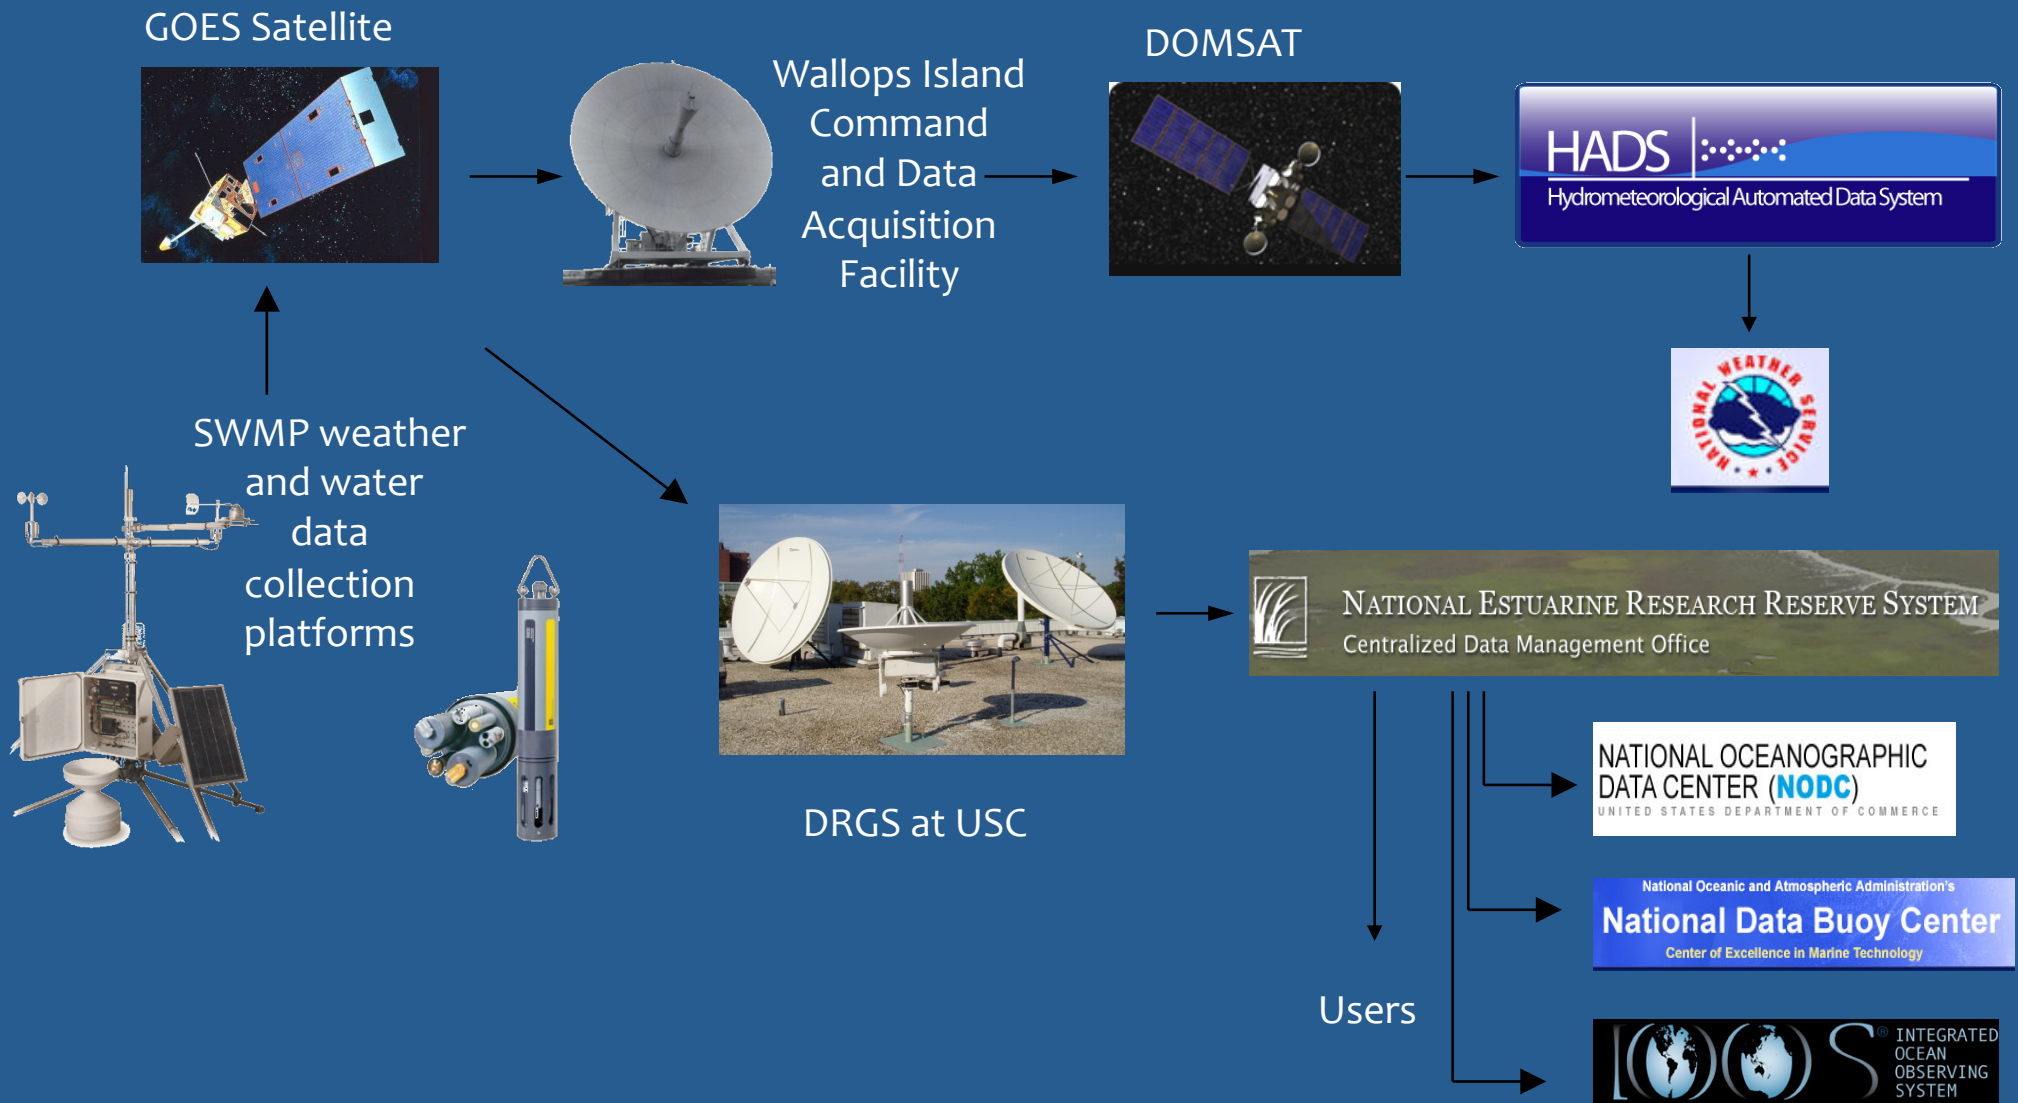 GOES Satellite
Wallops Island
Command
and Data
Acquisition
Facility
DOMSAT
HADS
Hydrometeorological Automated Data System
NATIONAL WEATHER SERVICE
SWMP weather
and water
data
collection
platforms
DRGS at USC
NATIONAL ESTUARINE RESEARCH RESERVE SYSTEM
Centralized Data Management Office
NATIONAL OCEANOGRAPHIC
DATA CENTER (NODC)
UNITED STATES DEPARTMENT OF COMMERCE
National Oceanic and Atmospheric Administration's
National Data Buoy Center
Center of Excellence in Marine Technology
Users
IOOS®
INTEGRATED
OCEAN
OBSERVING
SYSTEM